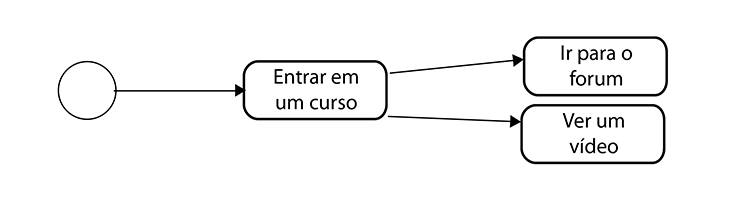 Entrar em
um curso
Ir para o
forum
Ver um
vídeo